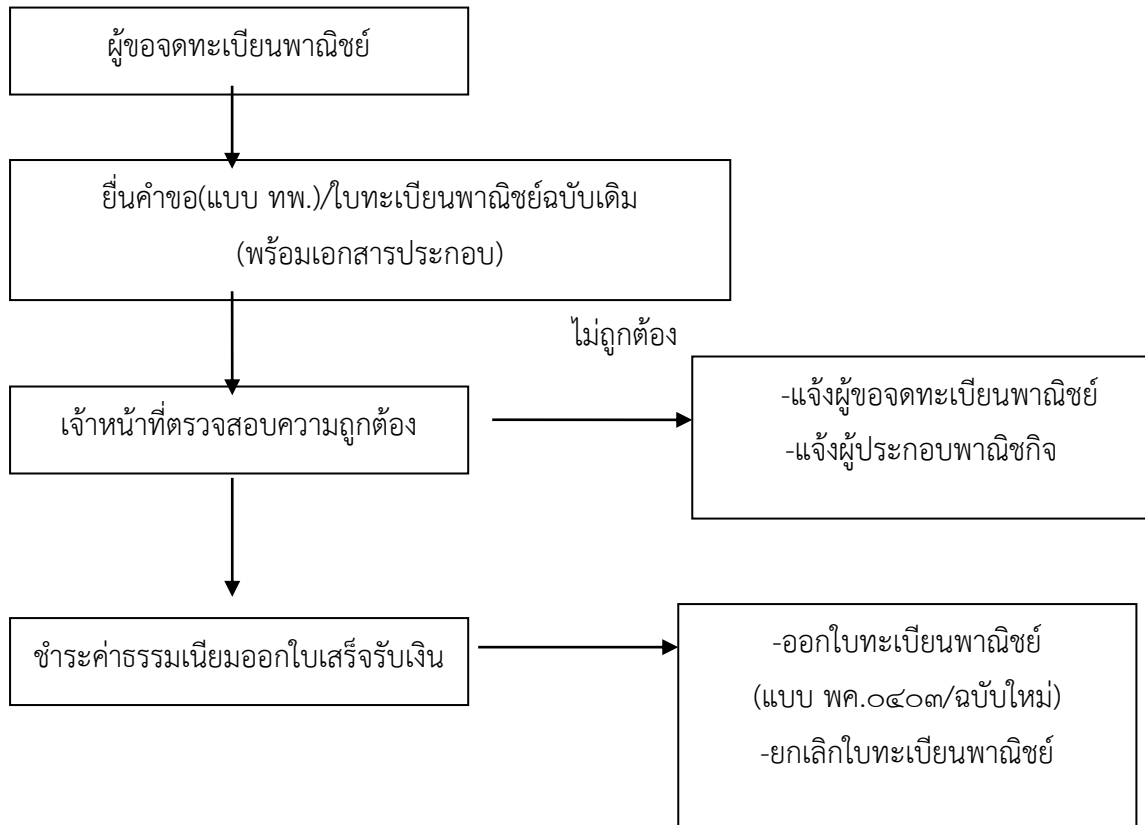 ผู้ขอจดทะเบียนพาณิชย์
ยื่นคำขอ(แบบ ทพ.)/ใบทะเบียนพาณิชย์ฉบับเดิม
(พร้อมเอกสารประกอบ)
ไม่ถูกต้อง
เจ้าหน้าที่ตรวจสอบความถูกต้อง
-แจ้งผู้ขอจดทะเบียนพาณิชย์
-แจ้งผู้ประกอบพาณิชกิจ
ชำระค่าธรรมเนียมออกใบเสร็จรับเงิน
-ออกใบทะเบียนพาณิชย์
(แบบ พค.๐๔๐๓/ฉบับใหม่)
-ยกเลิกใบทะเบียนพาณิชย์